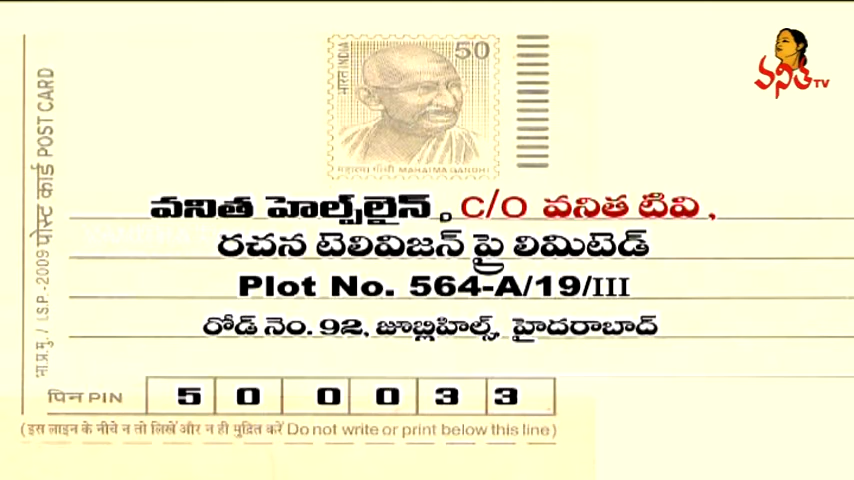 వనిత TV
भारत INDIA
50
महात्मा गाँधी MAHATMA GANDHI
ना.प्र.मु. / I.S.P. -2009 पोस्ट कार्ड POST CARD
వనిత హెల్ప్‌లైన్, C/O వనిత టివి,
రచన టెలివిజన్ ప్రై లిమిటెడ్
Plot No. 564-A/19/III
రోడ్ నెం. 92, జూబ్లిహిల్స్, హైదరాబాద్
पिन PIN 5 0 0 0 3 3
(इस लाइन के नीचे न तो लिखें और न ही मुद्रित करें Do not write or print below this line)